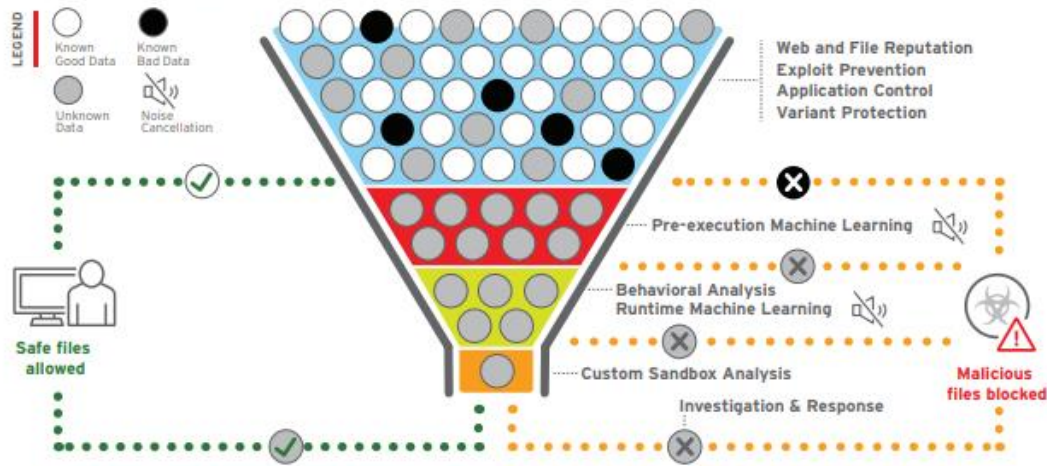 LEGEND
Known
Good Data
Known
Bad Data
Unknown
Data
Noise
Cancellation
Web and File Reputation
Exploit Prevention
Application Control
Variant Protection
Pre-execution Machine Learning
Behavioral Analysis
Runtime Machine Learning
Custom Sandbox Analysis
Investigation & Response
Safe files
allowed
Malicious
files blocked